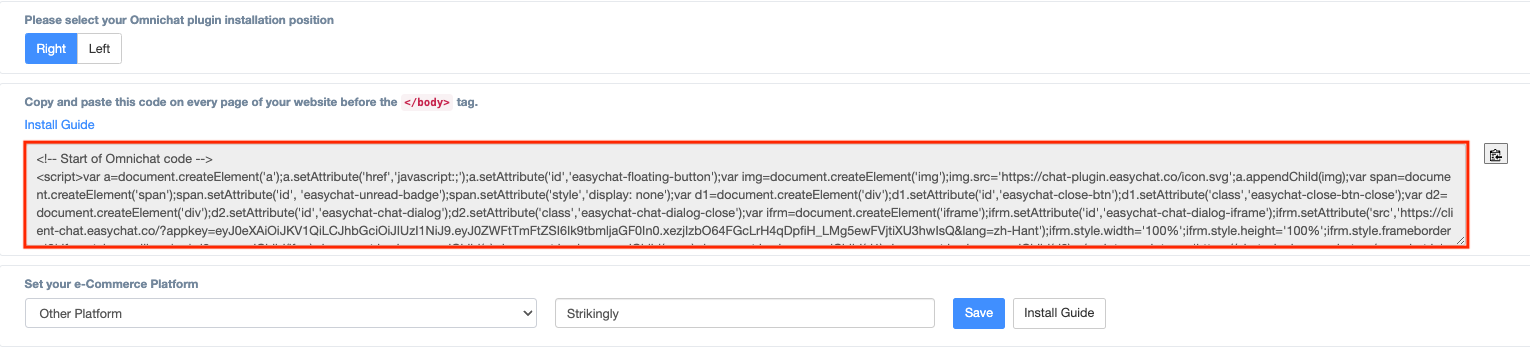 Please select your Omnichat plugin installation position
Right Left
Copy and paste this code on every page of your website before the </body> tag.
Install Guide
<!-- Start of Omnichat code -->
<script>var a=document.createElement('a');a.setAttribute('href','javascript:;');a.setAttribute('id','easychat-floating-button');var img=document.createElement('img');img.src='https://chat-plugin.easychat.co/icon.svg';a.appendChild(img);var span=docume
nt.createElement('span');span.setAttribute('id', 'easychat-unread-badge');span.setAttribute('style','display: none');var d1=document.createElement('div');d1.setAttribute('id','easychat-close-btn');d1.setAttribute('class','easychat-close-btn-close');var d2=
document.createElement('div');d2.setAttribute('id','easychat-chat-dialog');d2.setAttribute('class','easychat-chat-dialog-close');var ifrm=document.createElement('iframe');ifrm.setAttribute('id','easychat-chat-dialog-iframe');ifrm.setAttribute('src','https://cli
ent-chat.easychat.co/?appkey=eyJ0eXAiOiJKV1QiLCJhbGciOiJIUzI1NiJ9.eyJ0ZWFtTmFtZSI6Ik9tbmljaGF0In0.xezjIzbO64FGcLrH4qDpfiH_LMg5ewFVjtiXU3hwIsQ&lang=zh-Hant');ifrm.style.width='100%';ifrm.style.height='100%';ifrm.style.frameborder
Set your e-Commerce Platform
Other Platform Strikingly Save Install Guide